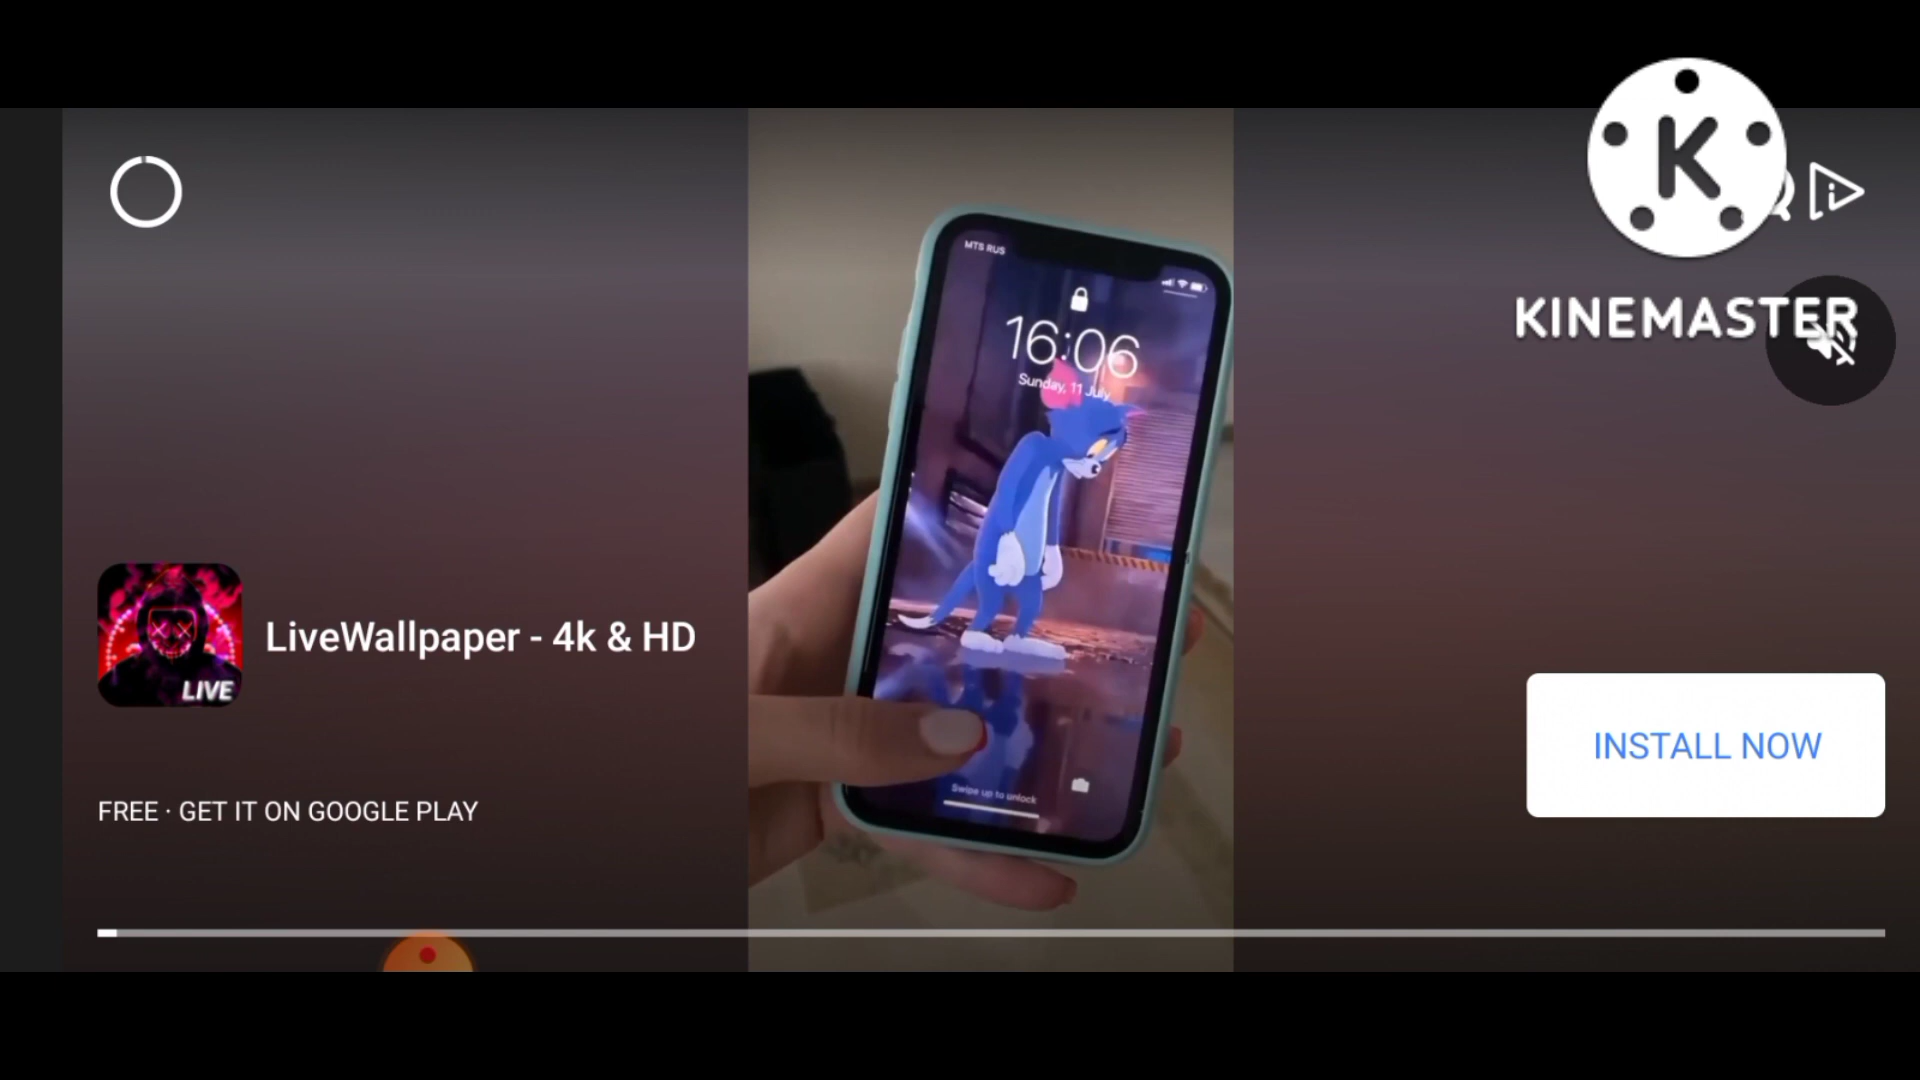 K
KINEMASTER
MTS RUS
16:06
Sunday, 11 July
LIVE
LiveWallpaper - 4k & HD
INSTALL NOW
Swipe up to unlock
FREE · GET IT ON GOOGLE PLAY